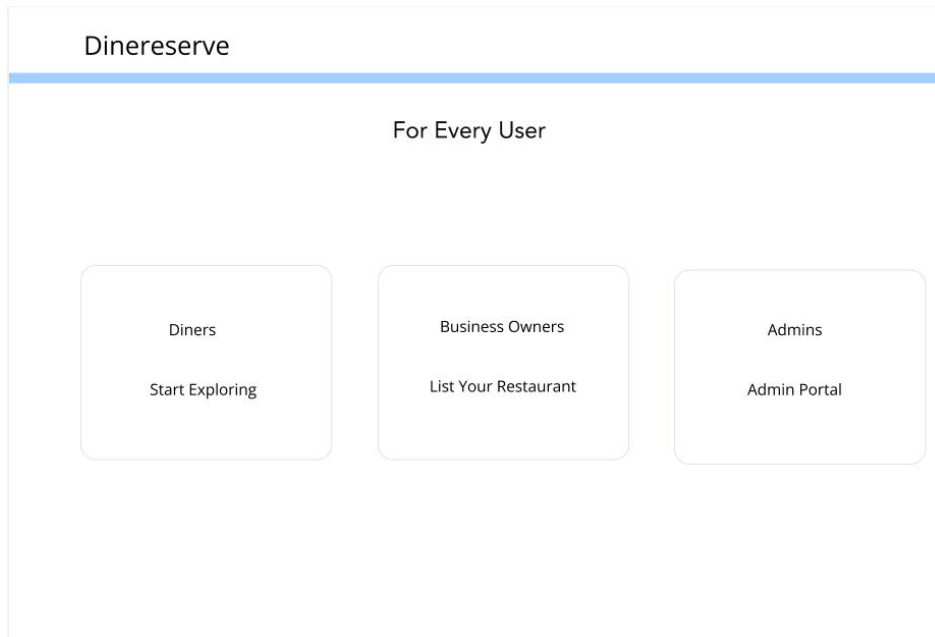 Dinereserve
For Every User
Diners
Start Exploring
Business Owners
List Your Restaurant
Admins
Admin Portal